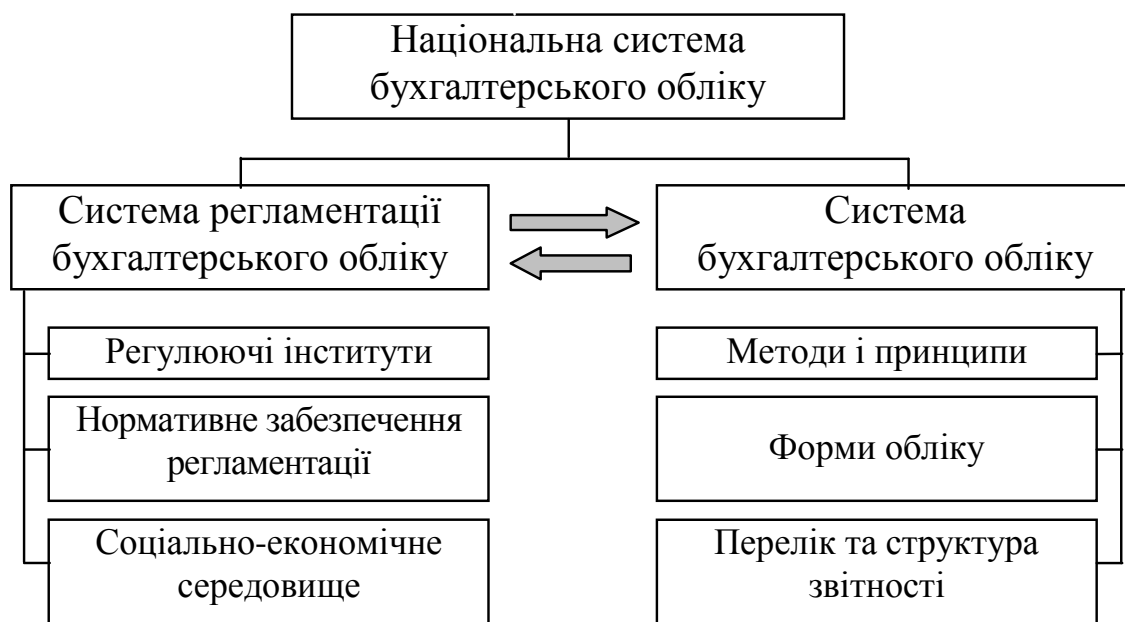 Національна система
бухгалтерського обліку
Система регламентації
бухгалтерського обліку
Система
бухгалтерського обліку
Регулюючі інститути
Нормативне забезпечення
регламентації
Соціально-економічне
середовище
Методи і принципи
Форми обліку
Перелік та структура
звітності